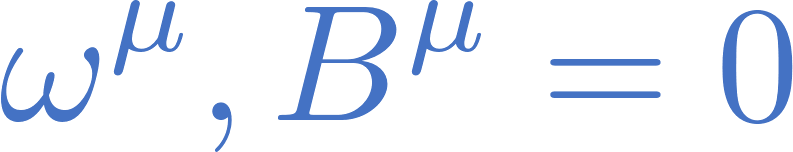 ω^μ, B^μ = 0